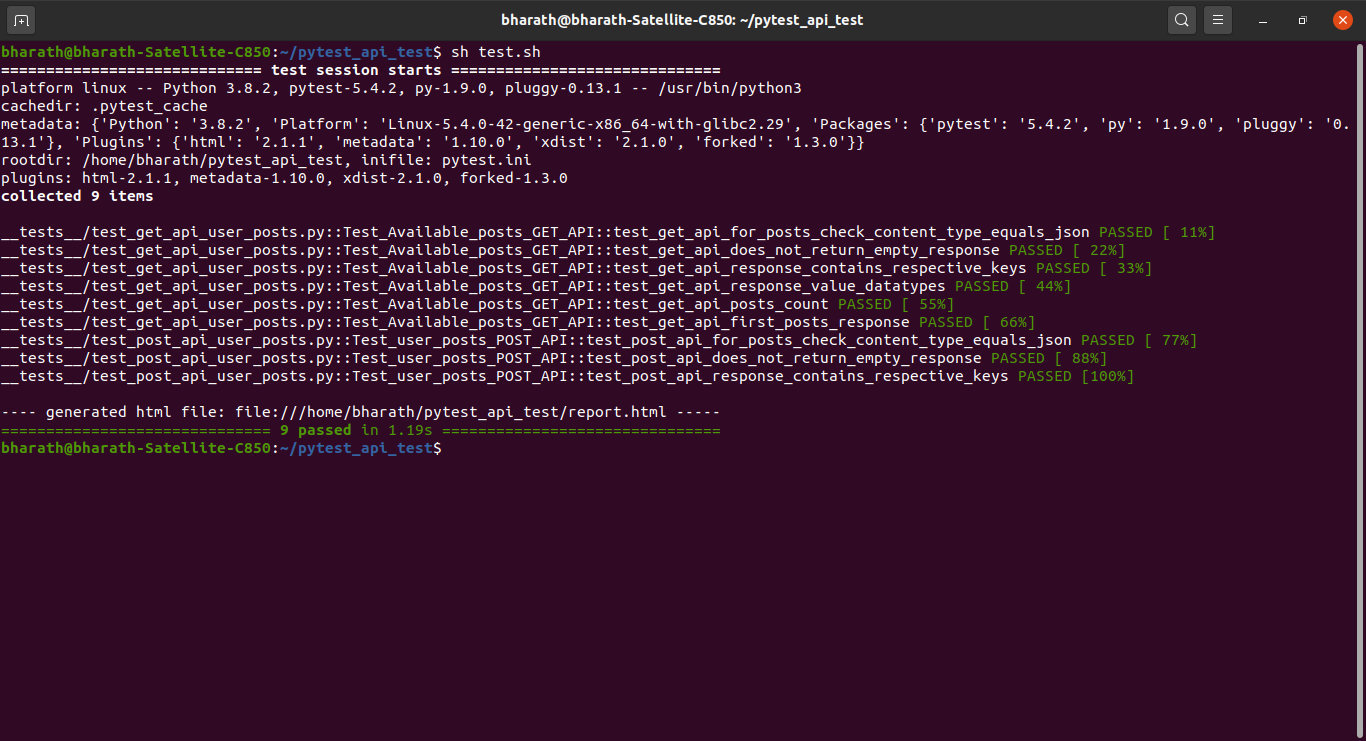 bharath@bharath-Satellite-C850: ~/pytest_api_test
bharath@bharath-Satellite-C850:~/pytest_api_test$ sh test.sh
============================= test session starts ==============================
platform linux -- Python 3.8.2, pytest-5.4.2, py-1.9.0, pluggy-0.13.1 -- /usr/bin/python3
cachedir: .pytest_cache
metadata: {'Python': '3.8.2', 'Platform': 'Linux-5.4.0-42-generic-x86_64-with-glibc2.29', 'Packages': {'pytest': '5.4.2', 'py': '1.9.0', 'pluggy': '0.
13.1'}, 'Plugins': {'html': '2.1.1', 'metadata': '1.10.0', 'xdist': '2.1.0', 'forked': '1.3.0'}}
rootdir: /home/bharath/pytest_api_test, inifile: pytest.ini
plugins: html-2.1.1, metadata-1.10.0, xdist-2.1.0, forked-1.3.0
collected 9 items
__tests__/test_get_api_user_posts.py::Test_Available_posts_GET_API::test_get_api_for_posts_check_content_type_equals_json PASSED [ 11%]
__tests__/test_get_api_user_posts.py::Test_Available_posts_GET_API::test_get_api_does_not_return_empty_response PASSED [ 22%]
__tests__/test_get_api_user_posts.py::Test_Available_posts_GET_API::test_get_api_response_contains_respective_keys PASSED [ 33%]
__tests__/test_get_api_user_posts.py::Test_Available_posts_GET_API::test_get_api_response_value_datatypes PASSED [ 44%]
__tests__/test_get_api_user_posts.py::Test_Available_posts_GET_API::test_get_api_posts_count PASSED [ 55%]
__tests__/test_get_api_user_posts.py::Test_Available_posts_GET_API::test_get_api_first_posts_response PASSED [ 66%]
__tests__/test_post_api_user_posts.py::Test_user_posts_POST_API::test_post_api_for_posts_check_content_type_equals_json PASSED [ 77%]
__tests__/test_post_api_user_posts.py::Test_user_posts_POST_API::test_post_api_does_not_return_empty_response PASSED [ 88%]
__tests__/test_post_api_user_posts.py::Test_user_posts_POST_API::test_post_api_response_contains_respective_keys PASSED [100%]
---- generated html file: file:///home/bharath/pytest_api_test/report.html -----
============================== 9 passed in 1.19s ===============================
bharath@bharath-Satellite-C850:~/pytest_api_test$